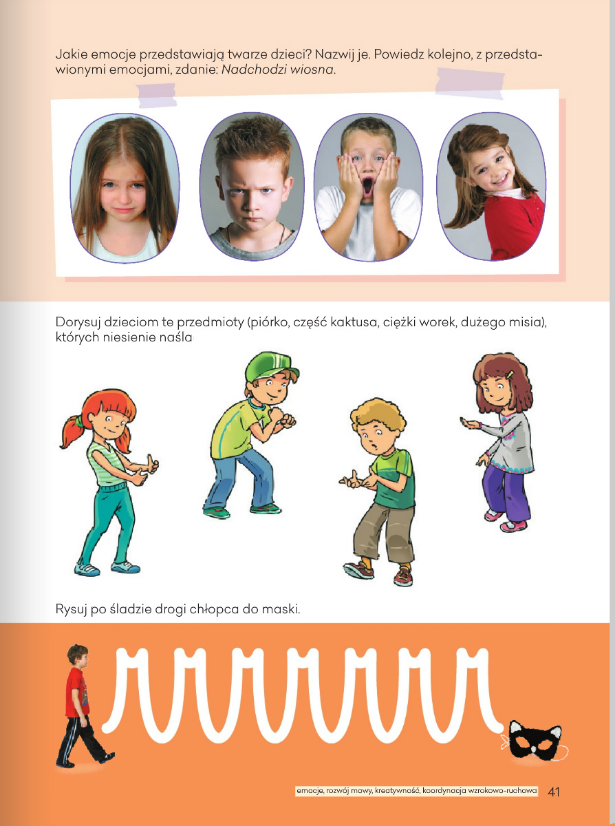 Jakie emocje przedstawiają twarze dzieci? Nazwij je. Powiedz kolejno, z przedsta-
wionymi emocjami, zdanie: Nadchodzi wiosna.
Dorysuj dzieciom te przedmioty (piórko, część kaktusa, ciężki worek, dużego misia),
których niesienie naśla
Rysuj po śladzie drogi chłopca do maski.
emocje, rozwój mowy, kreatywność, koordynacja wzrokowo-ruchowa
41